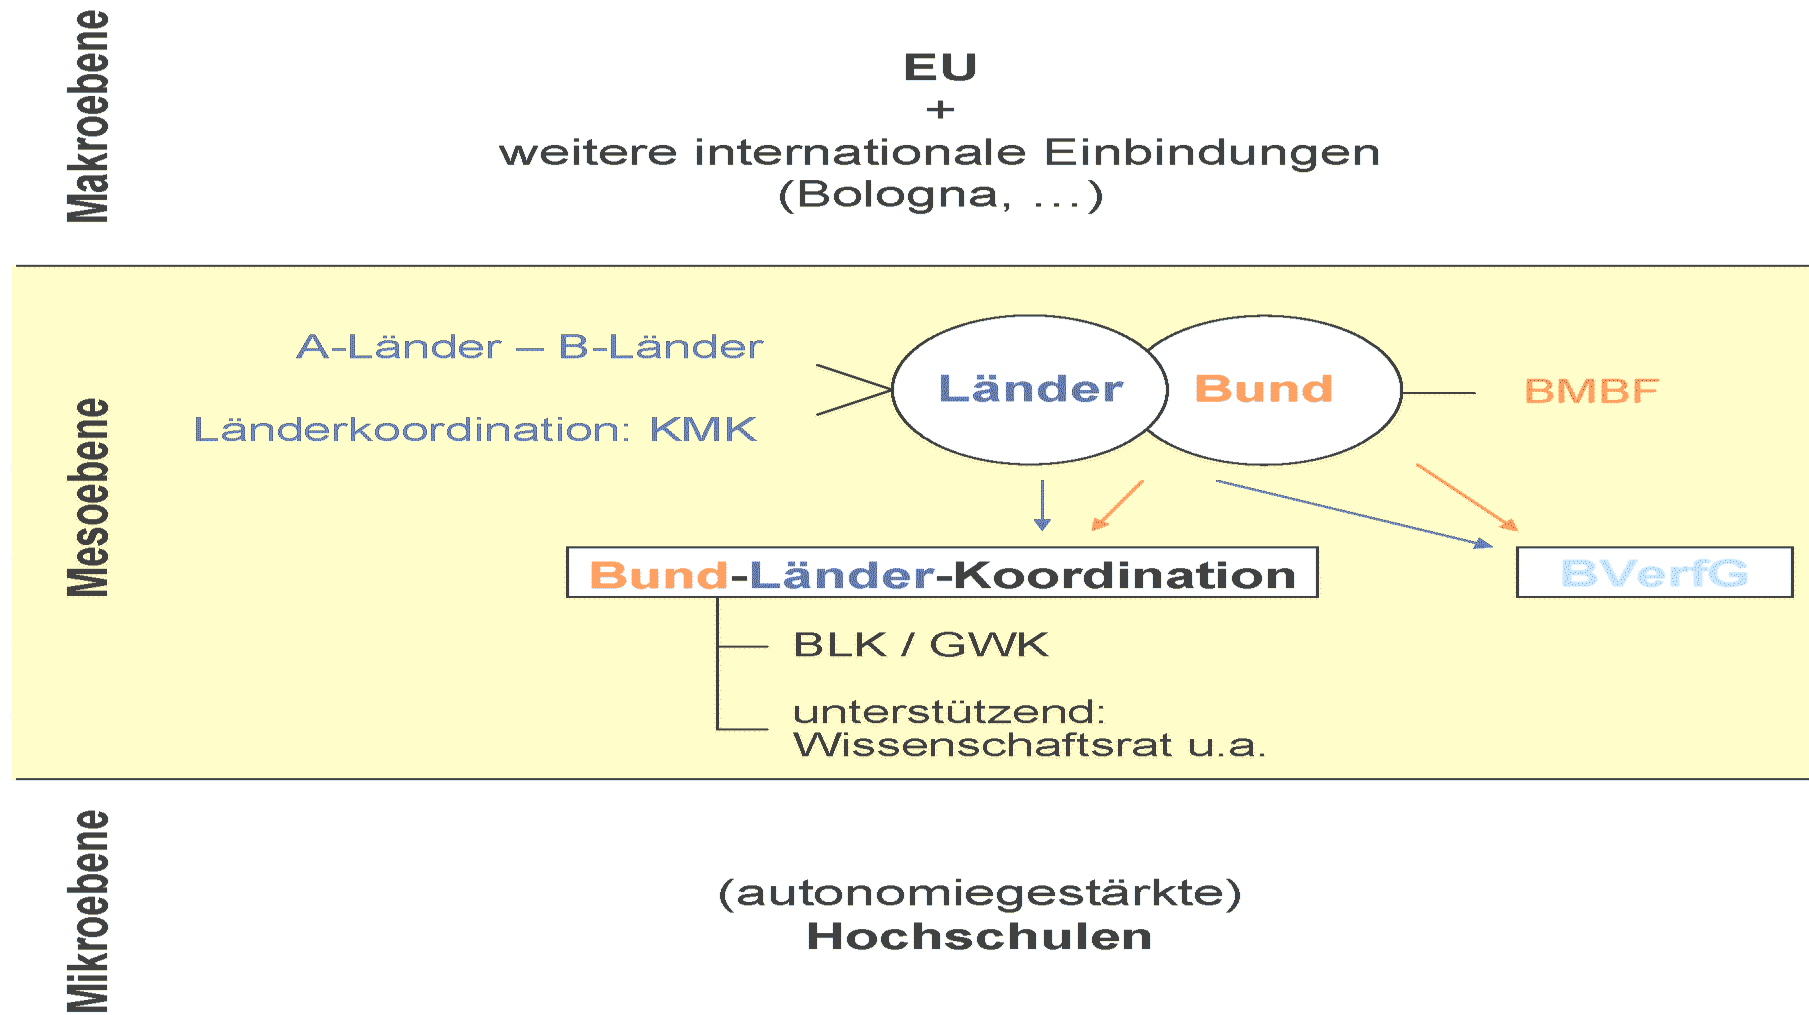 Makroebene
EU
+
weitere internationale Einbindungen
(Bologna, …)
Mesoebene
A-Länder – B-Länder
Länderkoordination: KMK
Länder
Bund
BMBF
Bund-Länder-Koordination
BVerfG
BLK / GWK
unterstützend:
Wissenschaftsrat u.a.
Mikroebene
(autonomiegestärkte)
Hochschulen